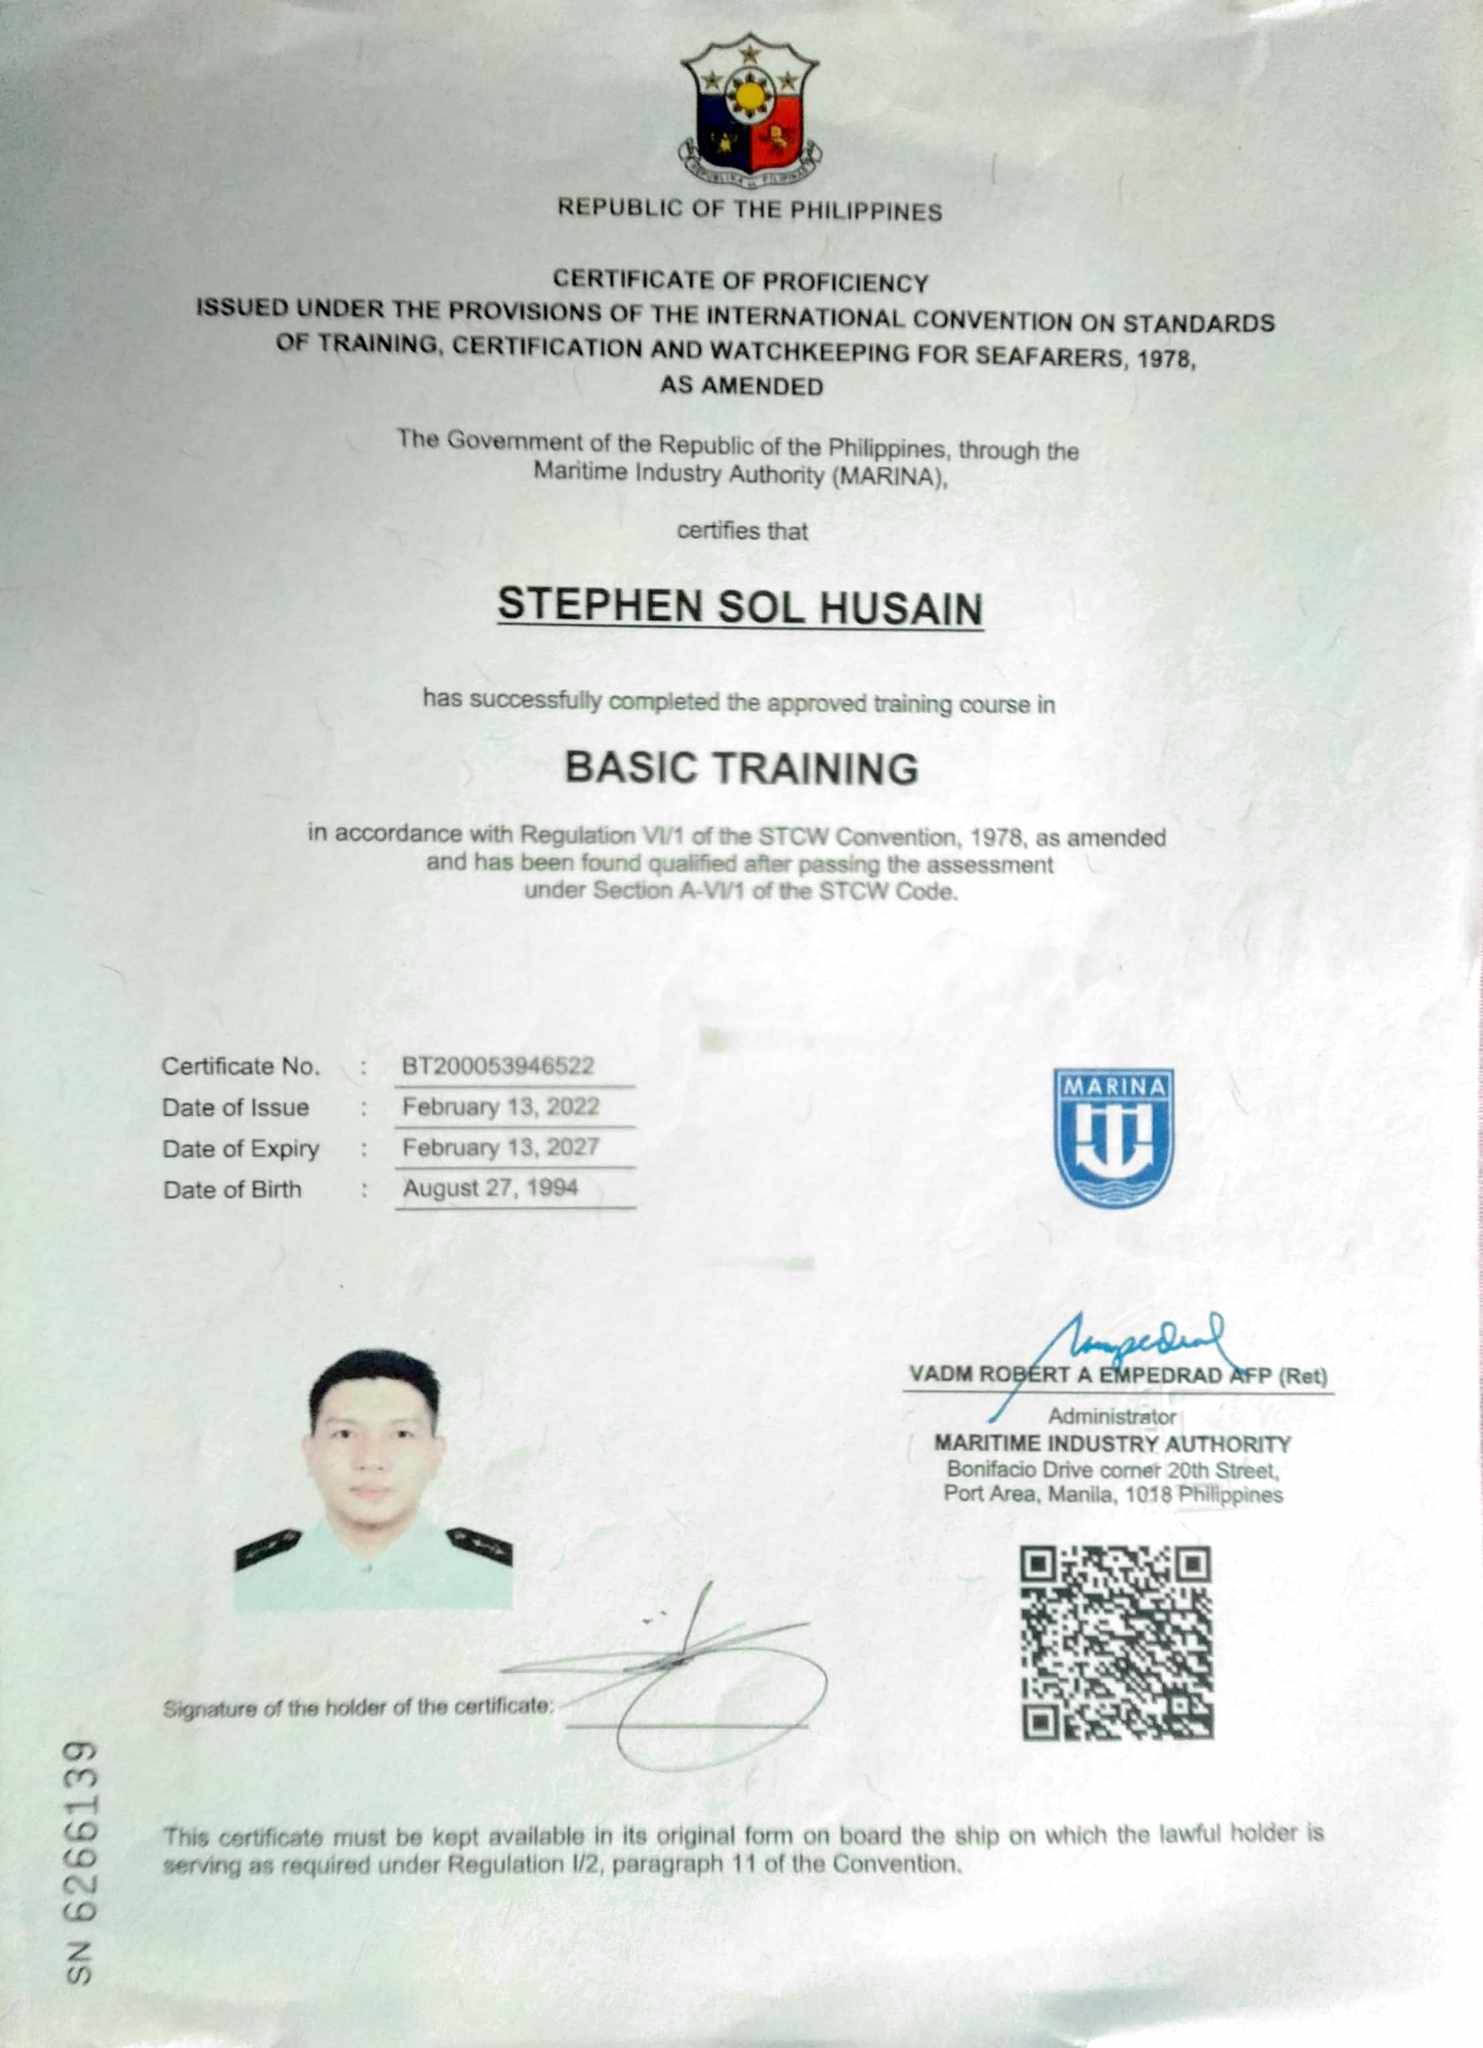 REPUBLIKA NG PILIPINAS
REPUBLIC OF THE PHILIPPINES
CERTIFICATE OF PROFICIENCY
ISSUED UNDER THE PROVISIONS OF THE INTERNATIONAL CONVENTION ON STANDARDS
OF TRAINING, CERTIFICATION AND WATCHKEEPING FOR SEAFARERS, 1978,
AS AMENDED
The Government of the Republic of the Philippines, through the
Maritime Industry Authority (MARINA),
certifies that
STEPHEN SOL HUSAIN
has successfully completed the approved training course in
BASIC TRAINING
in accordance with Regulation VI/1 of the STCW Convention, 1978, as amended
and has been found qualified after passing the assessment
under Section A-VI/1 of the STCW Code.
Certificate No. : BT200053946522
Date of Issue : February 13, 2022
Date of Expiry : February 13, 2027
Date of Birth : August 27, 1994
MARINA
VADM ROBERT A EMPEDRAD AFP (Ret)
Administrator
MARITIME INDUSTRY AUTHORITY
Bonifacio Drive corner 20th Street,
Port Area, Manila, 1018 Philippines
Signature of the holder of the certificate:
This certificate must be kept available in its original form on board the ship on which the lawful holder is
serving as required under Regulation I/2, paragraph 11 of the Convention.
SN 6266139